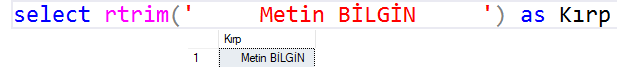 select rtrim('     Metin BİLGİN     ') as Kırp
Kırp
1     Metin BİLGİN